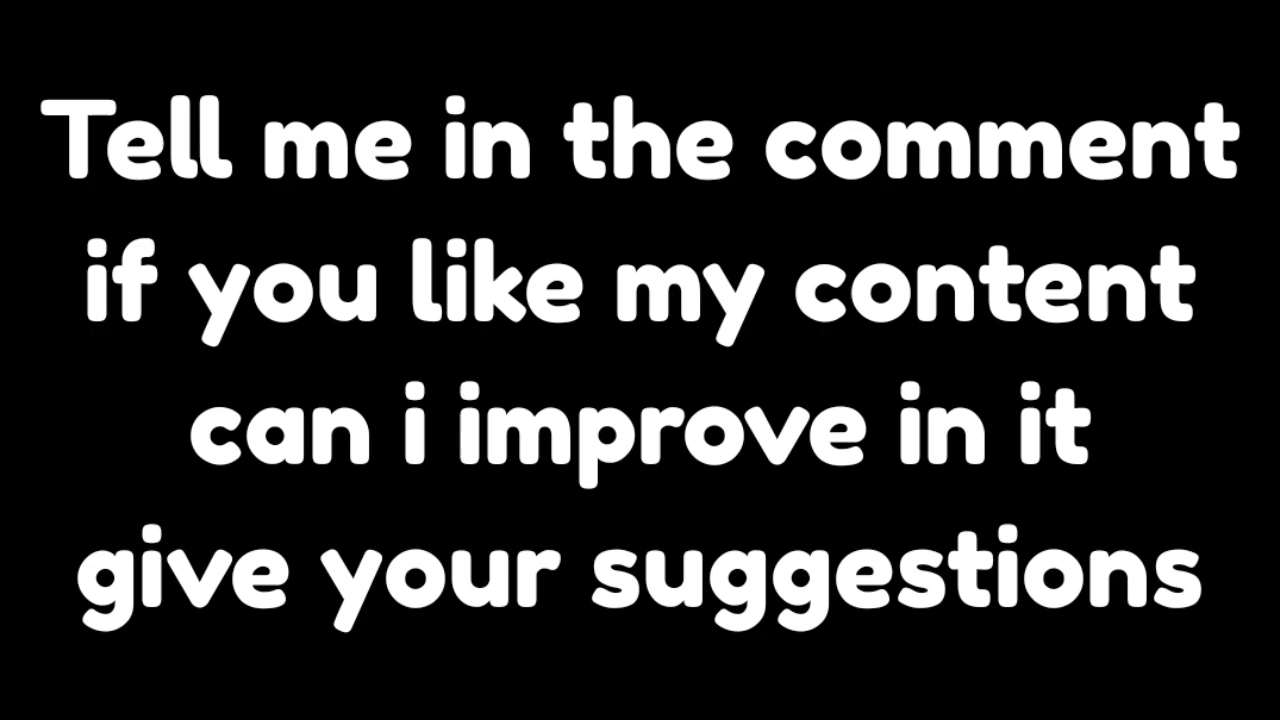 Tell me in the comment
if you like my content
can i improve in it
give your suggestions